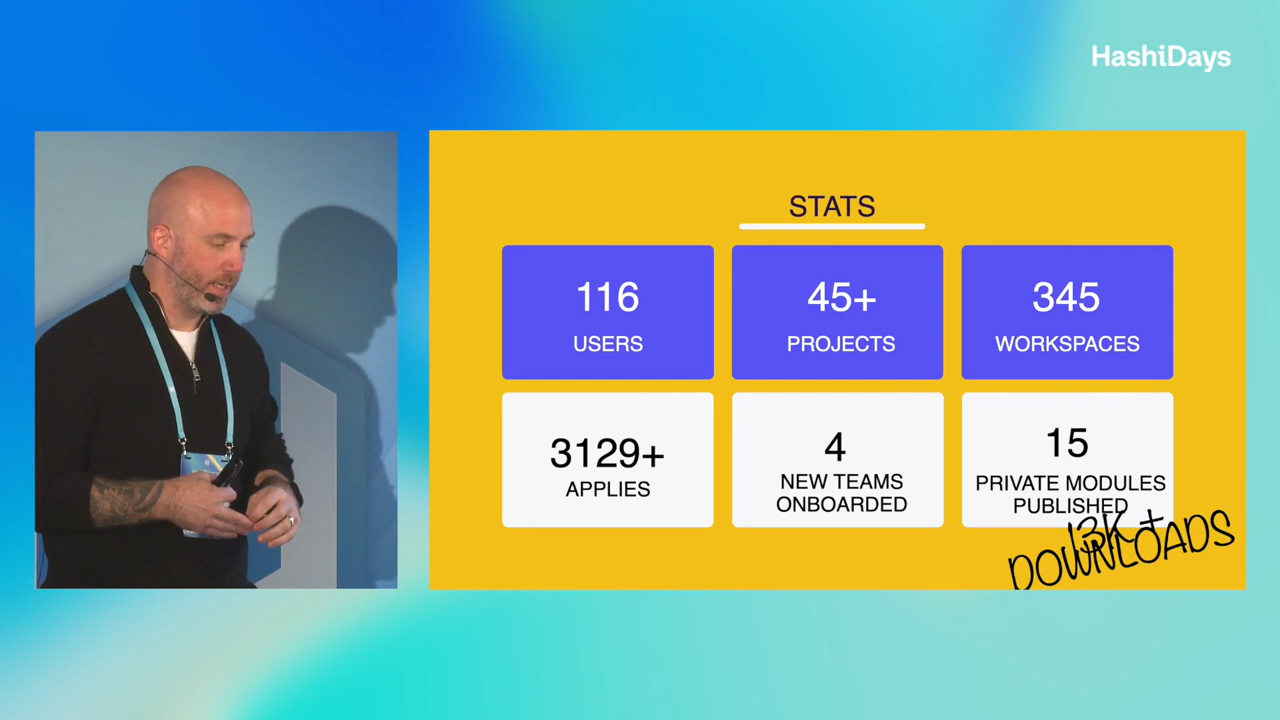 HashiDays
STATS
116
USERS
45+
PROJECTS
345
WORKSPACES
3129+
APPLIES
4
NEW TEAMS
ONBOARDED
15
PRIVATE MODULES
PUBLISHED
13K +
DOWNLOADS